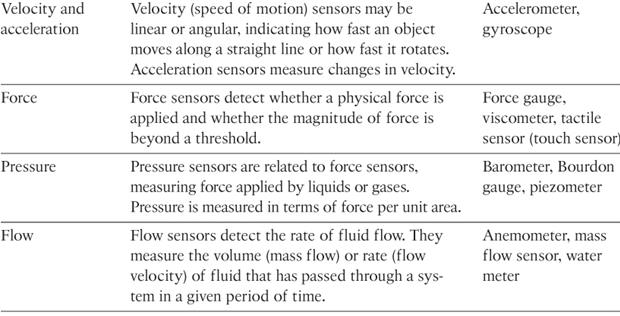 Velocity and
acceleration
Velocity (speed of motion) sensors may be
linear or angular, indicating how fast an object
moves along a straight line or how fast it rotates.
Acceleration sensors measure changes in velocity.
Accelerometer,
gyroscope
Force
Force sensors detect whether a physical force is
applied and whether the magnitude of force is
beyond a threshold.
Force gauge,
viscometer, tactile
sensor (touch sensor)
Pressure
Pressure sensors are related to force sensors,
measuring force applied by liquids or gases.
Pressure is measured in terms of force per unit area.
Barometer, Bourdon
gauge, piezometer
Flow
Flow sensors detect the rate of fluid flow. They
measure the volume (mass flow) or rate (flow
velocity) of fluid that has passed through a sys-
tem in a given period of time.
Anemometer, mass
flow sensor, water
meter